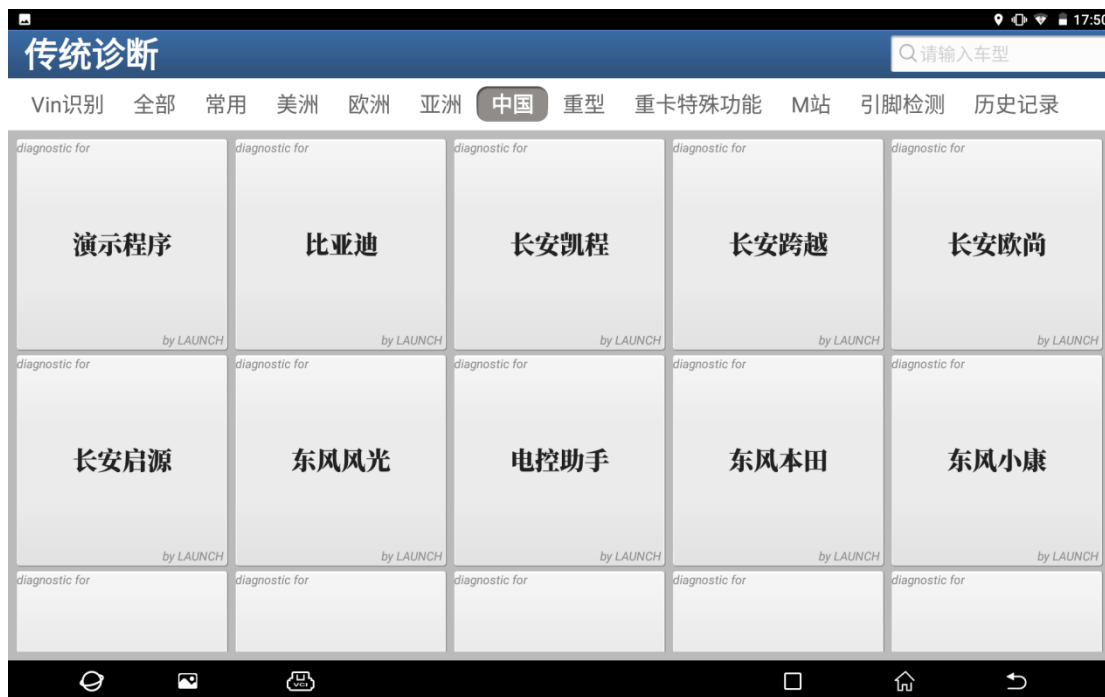 17:50
传统诊断
请输入车型
Vin识别 全部 常用 美洲 欧洲 亚洲 中国 重型 重卡特殊功能 M站 引脚检测 历史记录
diagnostic for diagnostic for diagnostic for diagnostic for diagnostic for
演示程序 比亚迪 长安凯程 长安跨越 长安欧尚
by LAUNCH by LAUNCH by LAUNCH by LAUNCH by LAUNCH
diagnostic for diagnostic for diagnostic for diagnostic for diagnostic for
长安启源 东风风光 电控助手 东风本田 东风小康
by LAUNCH by LAUNCH by LAUNCH by LAUNCH by LAUNCH
diagnostic for diagnostic for diagnostic for diagnostic for diagnostic for
VCI